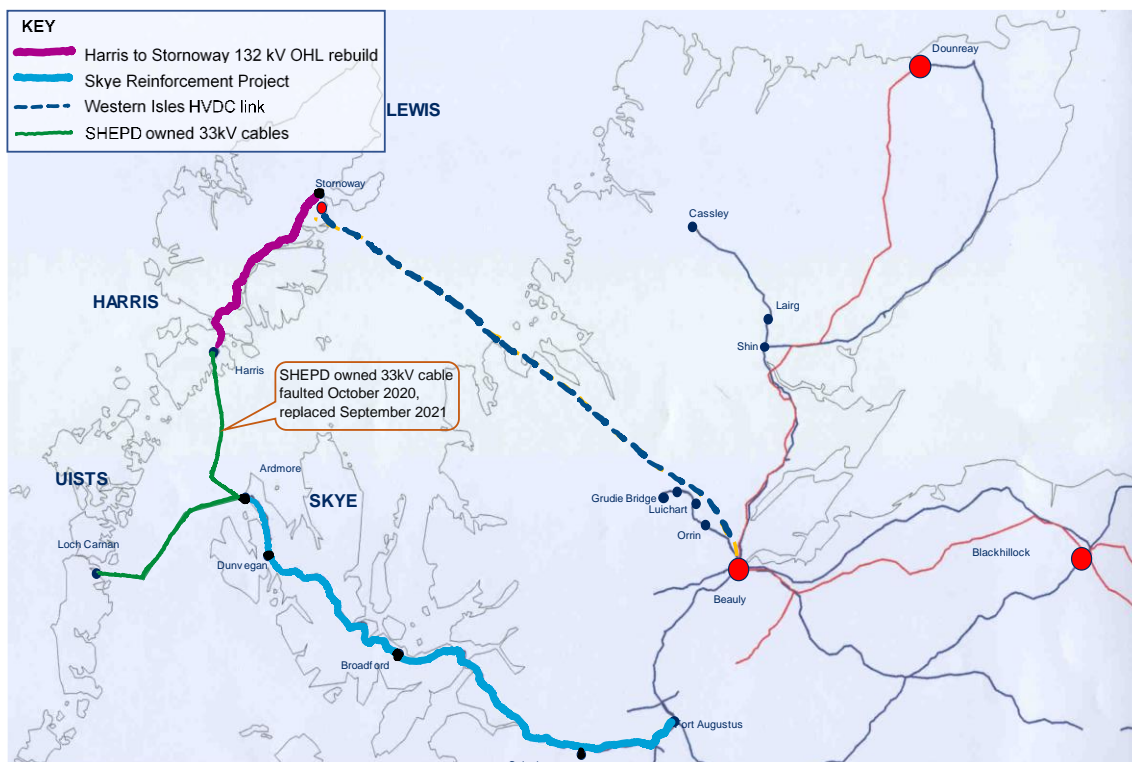 KEY
Harris to Stornoway 132 kV OHL rebuild
Skye Reinforcement Project
Western Isles HVDC link
SHEPD owned 33kV cables
LEWIS
Dounreay
Stornoway
Cassley
HARRIS
Lairg
Shin
Harris
SHEPD owned 33kV cable
faulted October 2020,
replaced September 2021
Ardmore
UISTS
SKYE
Grudie Bridge
Luichart
Orrin
Loch Carnan
Dunvegan
Blackhillock
Beauly
Broadford
Fort Augustus